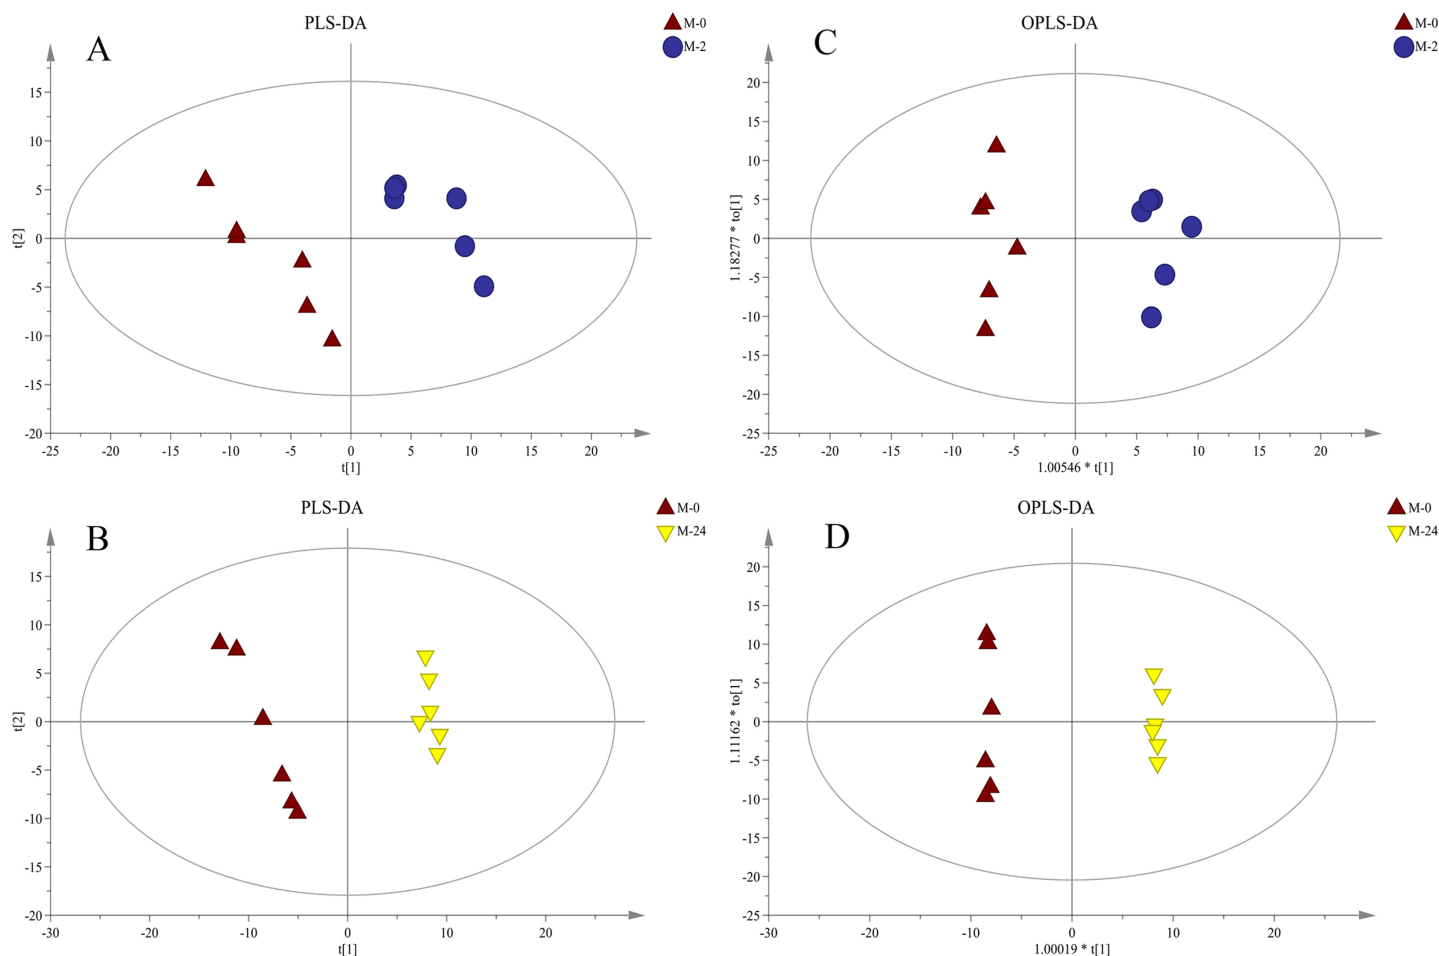 PLS-DA
M-0
M-2
A
15
10
5
0
-5
-10
-15
-20
t[2]
-25 -20 -15 -10 -5 0 5 10 15 20
t[1]
OPLS-DA
M-0
M-2
C
20
15
10
5
0
-5
-10
-15
-20
-25
1.18277 * to[1]
-25 -20 -15 -10 -5 0 5 10 15 20
1.00546 * t[1]
PLS-DA
M-0
M-24
B
15
10
5
0
-5
-10
-15
-20
t[2]
-30 -20 -10 0 10 20
t[1]
OPLS-DA
M-0
M-24
D
20
15
10
5
0
-5
-10
-15
-20
-25
1.11162 * to[1]
-30 -20 -10 0 10 20
1.00019 * t[1]